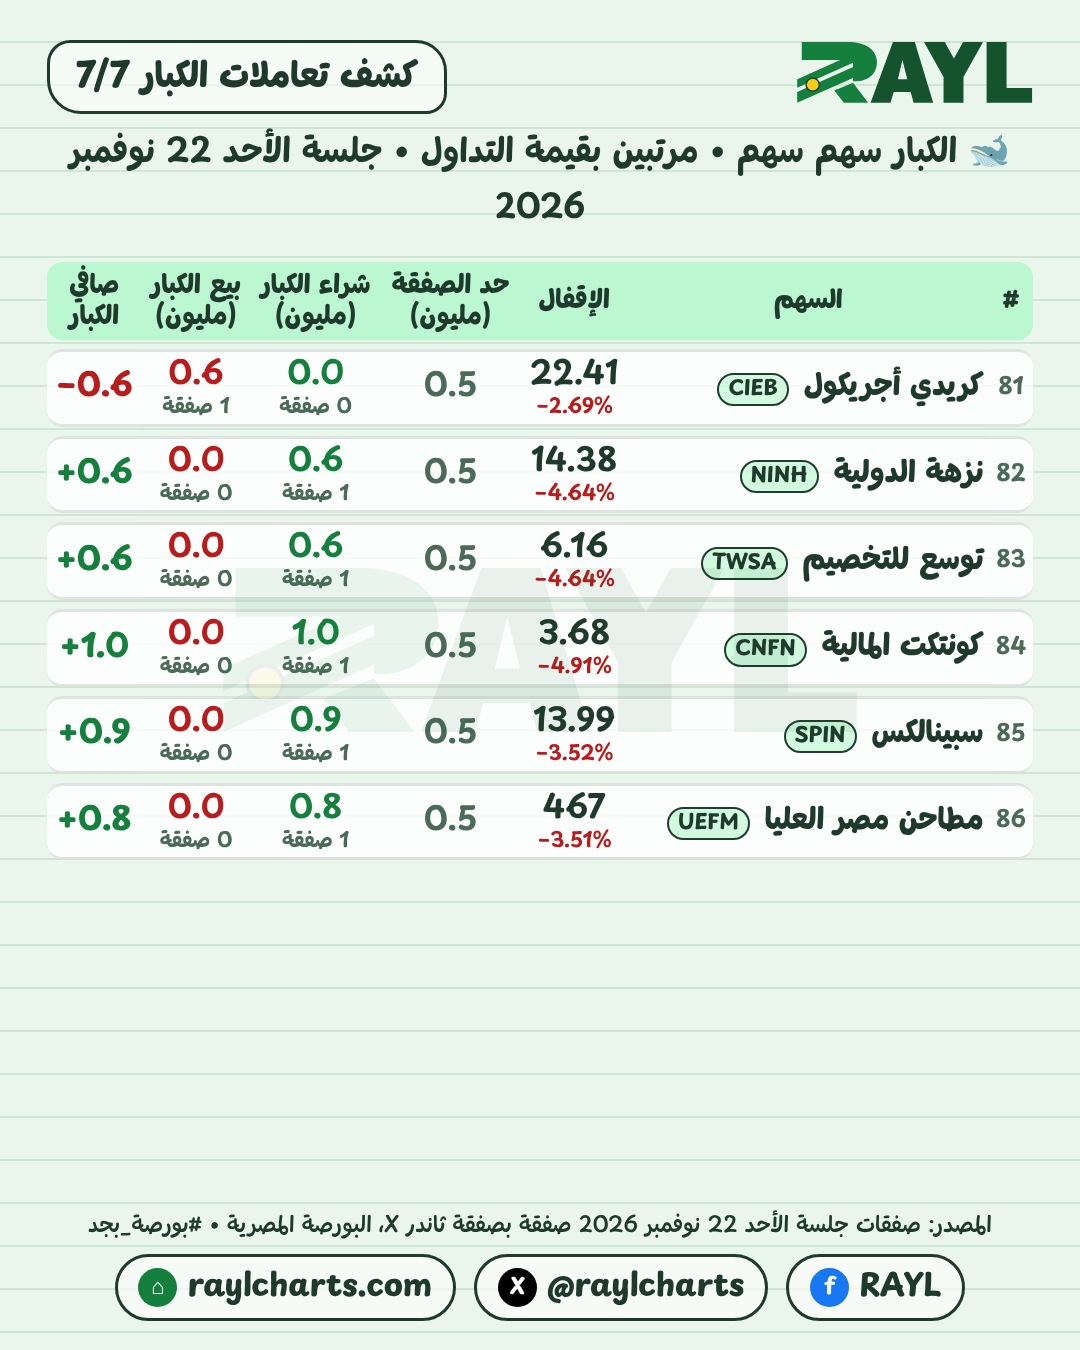 RAYL
كشف تعاملات الكبار 7/7
🐋 الكبار سهم سهم • مرتبين بقيمة التداول • جلسة الأحد 22 نوفمبر
2026
# السهم الإقفال حد الصفقة (مليون) شراء الكبار (مليون) بيع الكبار (مليون) صافي الكبار
81 كريدي أجريكول CIEB 22.41 0.5 0.0 0.6 −0.6
−2.69% 0 صفقة 1 صفقة
82 نزهة الدولية NINH 14.38 0.5 0.6 0.0 +0.6
−4.64% 1 صفقة 0 صفقة
83 توسع للتخصيم TWSA 6.16 0.5 0.6 0.0 +0.6
−4.64% 1 صفقة 0 صفقة
84 كونتكت المالية CNFN 3.68 0.5 1.0 0.0 +1.0
−4.91% 1 صفقة 0 صفقة
85 سبينالكس SPIN 13.99 0.5 0.9 0.0 +0.9
−3.52% 1 صفقة 0 صفقة
86 مطاحن مصر العليا UEFM 467 0.5 0.8 0.0 +0.8
−3.51% 1 صفقة 0 صفقة
RAYL
المصدر: صفقات جلسة الأحد 22 نوفمبر 2026 صفقة بصفقة ثاندر X، البورصة المصرية • #بورصة_بجد
raylcharts.com
X @raylcharts
f RAYL